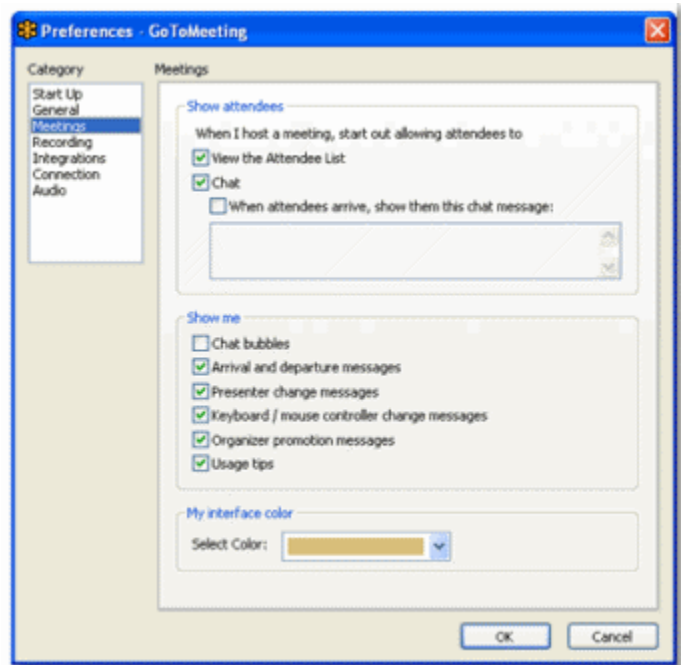 Preferences - GoToMeeting
Category
Start Up
General
Meetings
Recording
Integrations
Connection
Audio
Meetings
Show attendees
When I host a meeting, start out allowing attendees to
View the Attendee List
Chat
When attendees arrive, show them this chat message:
Show me
Chat bubbles
Arrival and departure messages
Presenter change messages
Keyboard / mouse controller change messages
Organizer promotion messages
Usage tips
My interface color
Select Color:
OK
Cancel